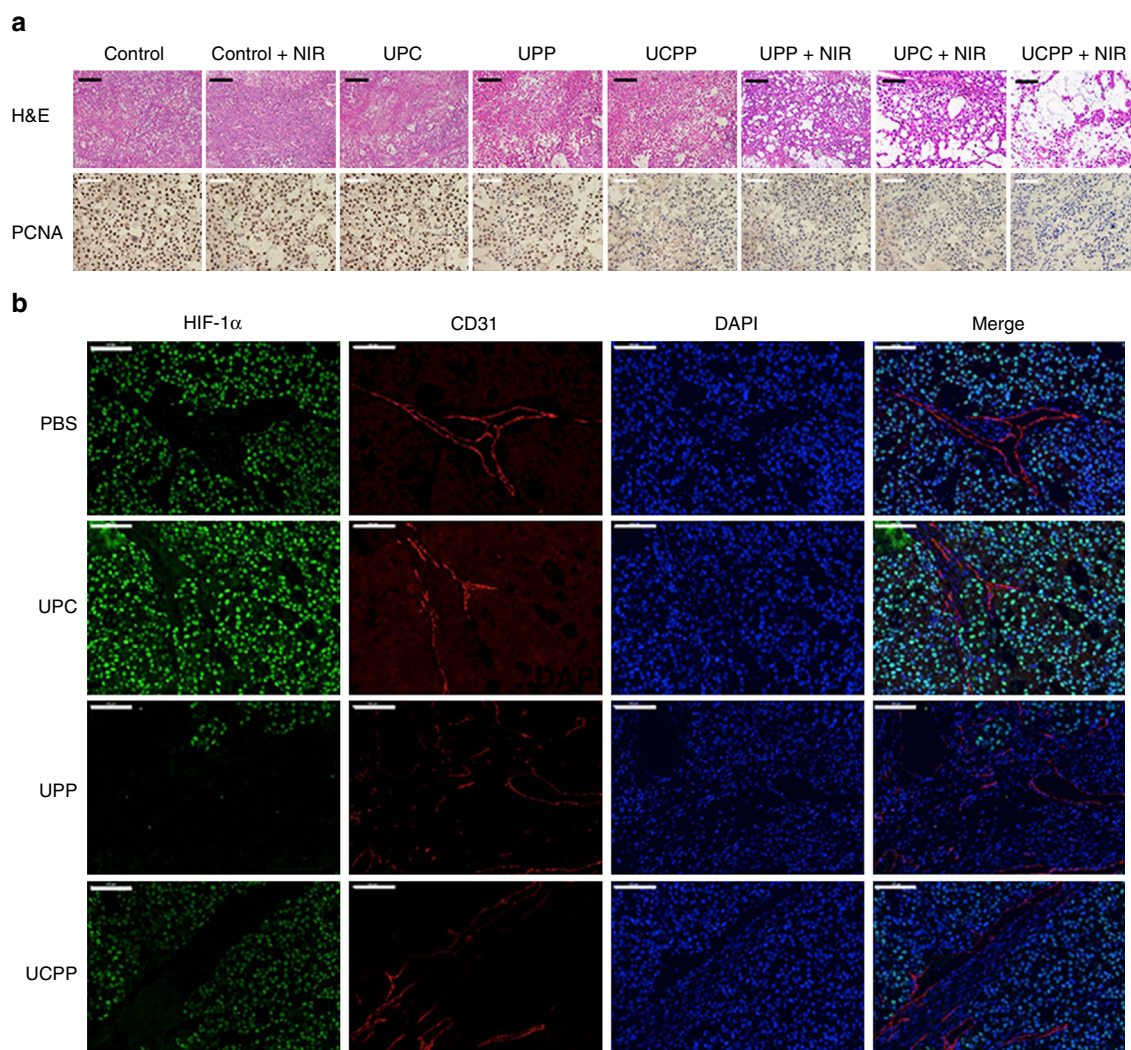 a
Control Control + NIR UPC UPP UCPP UPP + NIR UPC + NIR UCPP + NIR
H&E
PCNA
b
HIF-1α CD31 DAPI Merge
PBS
UPC
DAPI
UPP
UCPP